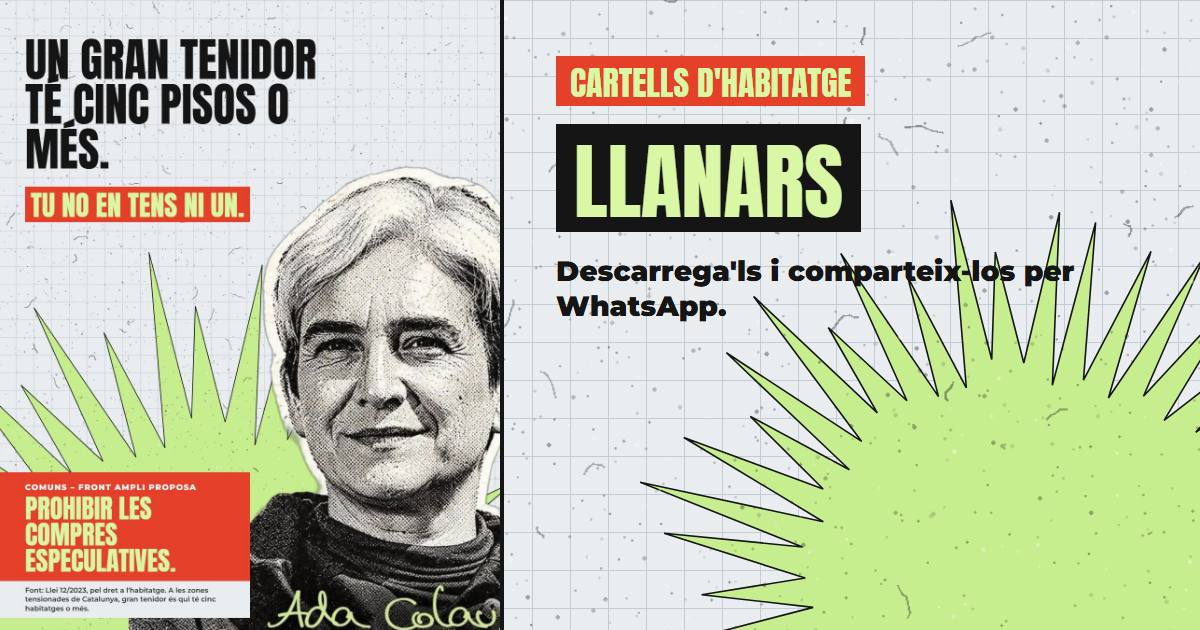 UN GRAN TENIDOR
TÉ CINC PISOS O
MÉS.
TU NO EN TENS NI UN.
COMUNS – FRONT AMPLI PROPOSA
PROHIBIR LES
COMPRES
ESPECULATIVES.
Font: Llei 12/2023, pel dret a l'habitatge. A les zones
tensionades de Catalunya, gran tenidor és qui té cinc
habitatges o més.
Ada Colau
CARTELLS D'HABITATGE
LLANARS
Descarrega'ls i comparteix-los per
WhatsApp.